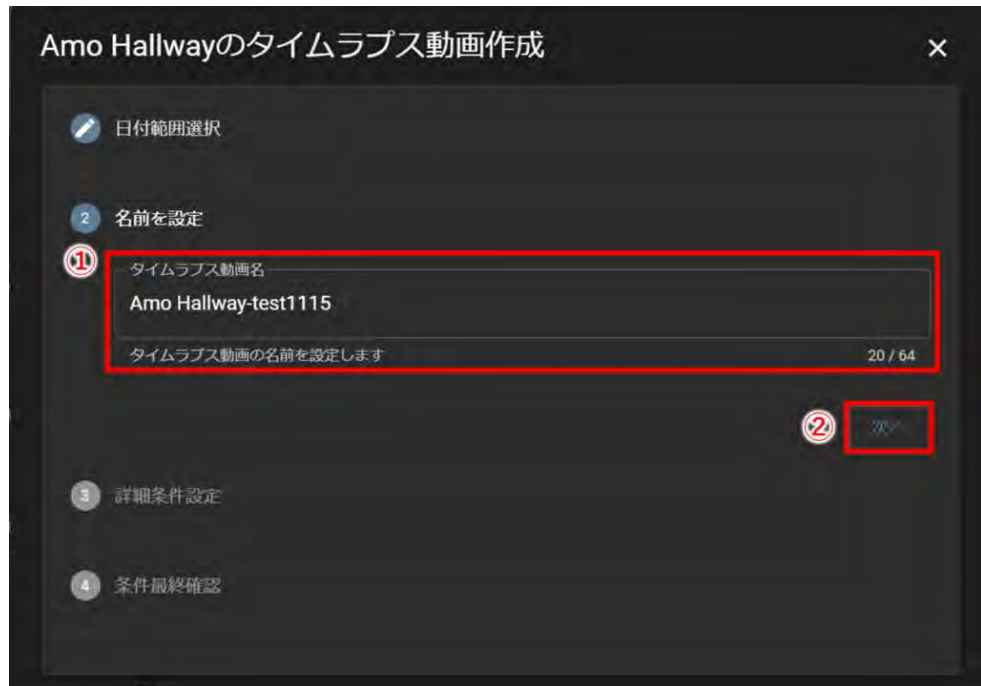 Amo Hallwayのタイムラプス動画作成
日付範囲選択
2 名前を設定
①
タイムラプス動画名
Amo Hallway-test1115
タイムラプス動画の名前を設定します 20 / 64
② 次へ
3 詳細条件設定
4 条件最終確認